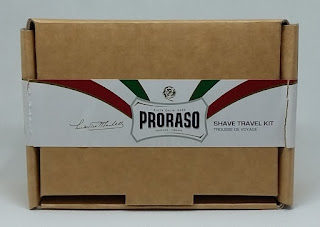 PRORASO
SHAVE TRAVEL KIT
TROUSSE DE VOYAGE